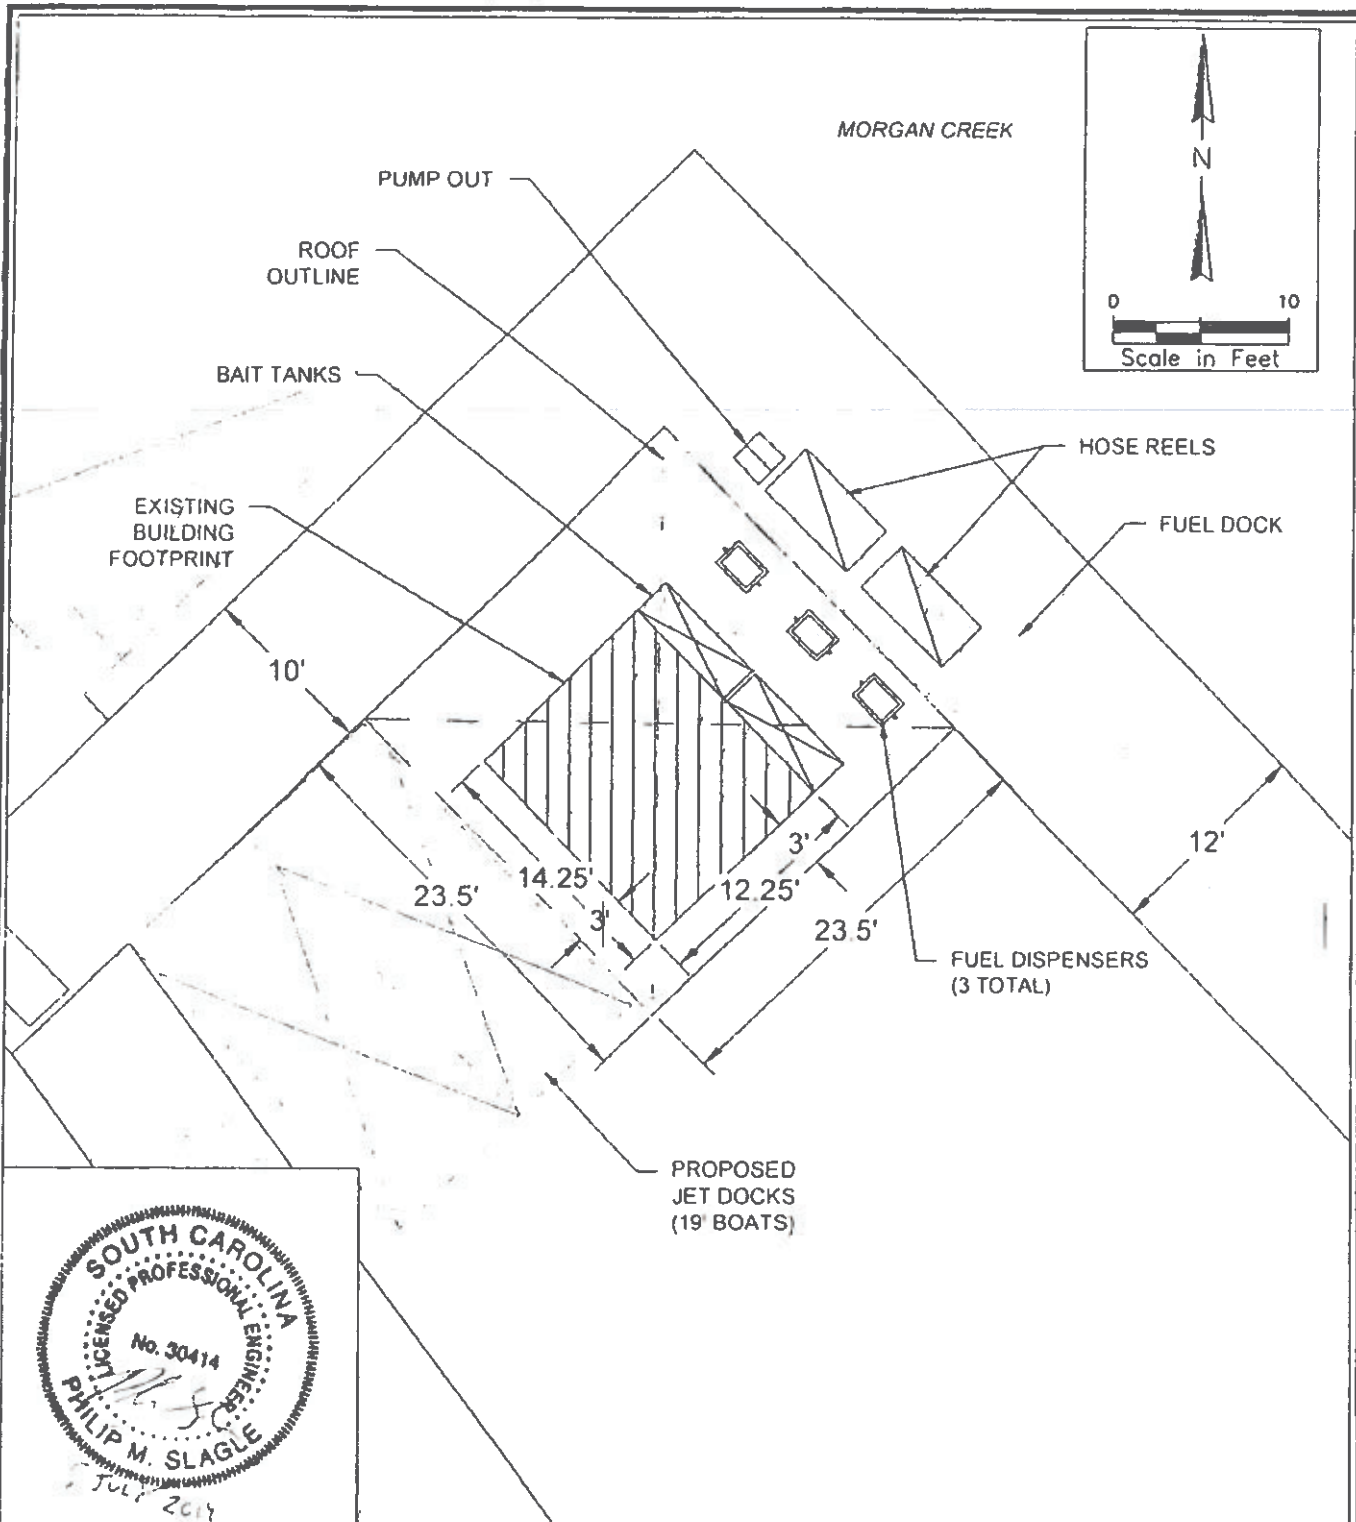 MORGAN CREEK
N
0 10
Scale in Feet
PUMP OUT
ROOF
OUTLINE
BAIT TANKS
HOSE REELS
EXISTING
BUILDING
FOOTPRINT
FUEL DOCK
10'
12'
3'
14.25'
12.25'
23.5'
3'
23.5'
FUEL DISPENSERS
(3 TOTAL)
PROPOSED
JET DOCKS
(19' BOATS)
SOUTH CAROLINA
LICENSED PROFESSIONAL ENGINEER
No. 30414
PHILIP M. SLAGLE
JULY